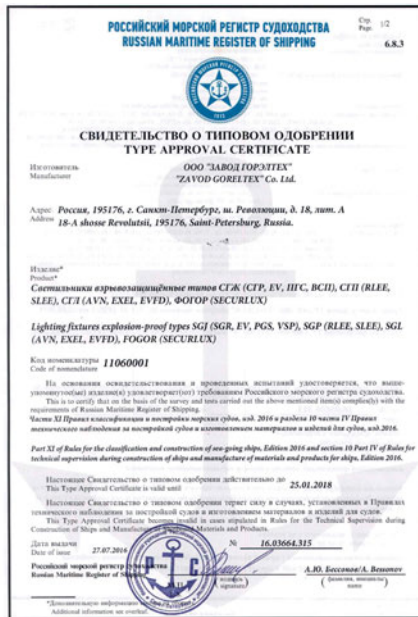 РОССИЙСКИЙ МОРСКОЙ РЕГИСТР СУДОХОДСТВА
RUSSIAN MARITIME REGISTER OF SHIPPING
Стр. 1/2
Page.
6.8.3
1913
СВИДЕТЕЛЬСТВО О ТИПОВОМ ОДОБРЕНИИ
TYPE APPROVAL CERTIFICATE
Изготовитель ООО "ЗАВОД ГОРЭЛТЕХ"
Manufacturer "ZAVOD GORELTEX" Co. Ltd.
Адрес Россия, 195176, г. Санкт-Петербург, ш. Революции, д. 18, лит. А
Address 18-A shosse Revolutsii, 195176, Saint-Petersburg, Russia.
Изделие*
Product*
Светильники взрывозащищённые типов СГЖ (СГР, EV, ПГС, ВСП), СГП (RLEE, SLEE), СГЛ (AVN, EXEL, EVFD), ФОГОР (SECURLUX)
Lighting fixtures explosion-proof types SGJ (SGR, EV, PGS, VSP), SGP (RLEE, SLEE), SGL (AVN, EXEL, EVFD), FOGOR (SECURLUX)
Код номенклатуры 11060001
Code of nomenclature
На основании освидетельствования и проведенных испытаний удостоверяется, что выше-
упомянутое(ые) изделие(я) удовлетворяет(ют) требованиям Российского морского регистра судоходства.
This is to certify that on the basis of the survey and tests carried out the above mentioned item(s) complies(ly) with the
requirements of Russian Maritime Register of Shipping.
Часть XI Правил классификации и постройки морских судов, изд. 2016 и раздела 10 части IV Правил
технического наблюдения за постройкой судов и изготовлением материалов и изделий для судов, изд.2016.
Part XI of Rules for the classification and construction of sea-going ships, Edition 2016 and section 10 Part IV of Rules for
technical supervision during construction of ships and manufacture of materials and products for ships, Edition 2016.
Настоящее Свидетельство о типовом одобрении действительно до 25.01.2018
This Type Approval Certificate is valid until
Настоящее Свидетельство о типовом одобрении теряет силу в случаях, установленных в Правилах
технического наблюдения за постройкой судов и изготовлением материалов и изделий для судов.
This Type Approval Certificate becomes invalid in cases stipulated in Rules for the Technical Supervision during
Construction of Ships and Manufacture of Materials and Products.
Дата выдачи 27.07.2016 № 16.03664.315
Date of issue
Российский морской регистр судоходства А.Ю. Бессонов/A. Bessonov
Russian Maritime Register of Shipping (signature) (фамилия, инициалы)
name
*Дополнительную информацию
Additional information see overleaf.